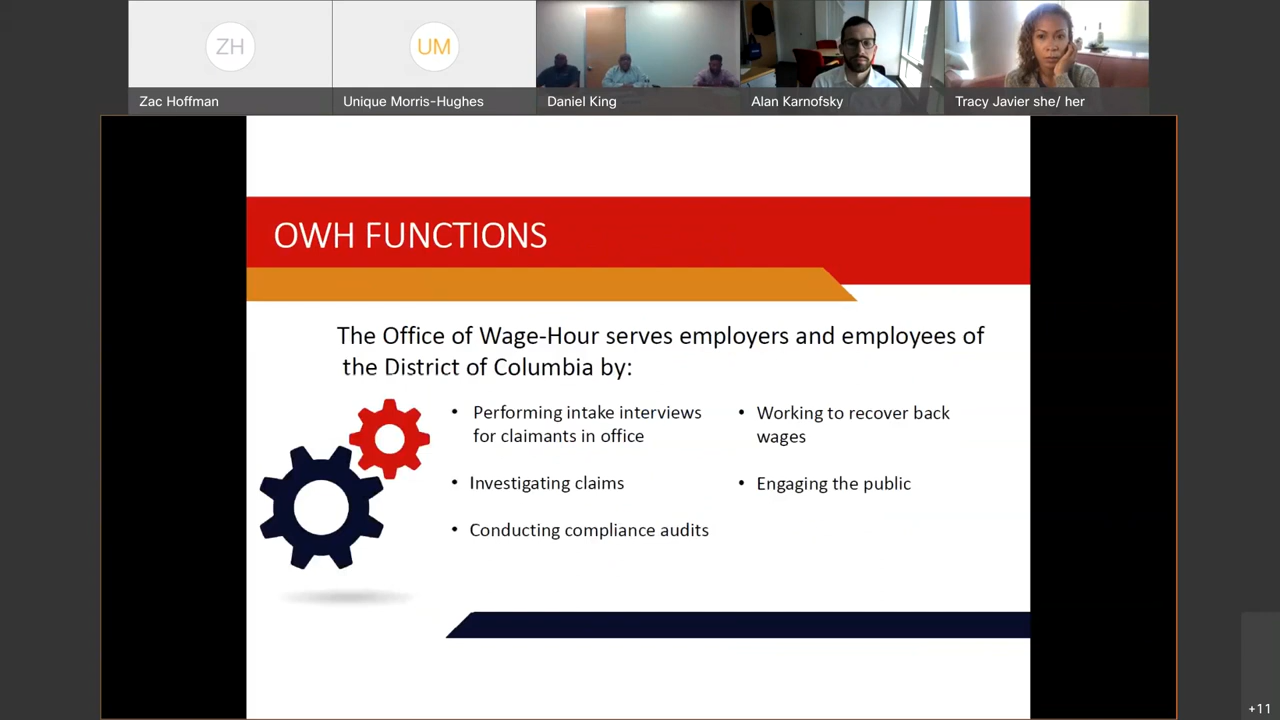 ZH
UM
Zac Hoffman
Unique Morris-Hughes
Daniel King
Alan Karnofsky
Tracy Javier she/ her
OWH FUNCTIONS
The Office of Wage-Hour serves employers and employees of
the District of Columbia by:
• Performing intake interviews
for claimants in office
• Investigating claims
• Conducting compliance audits
• Working to recover back
wages
• Engaging the public
+11